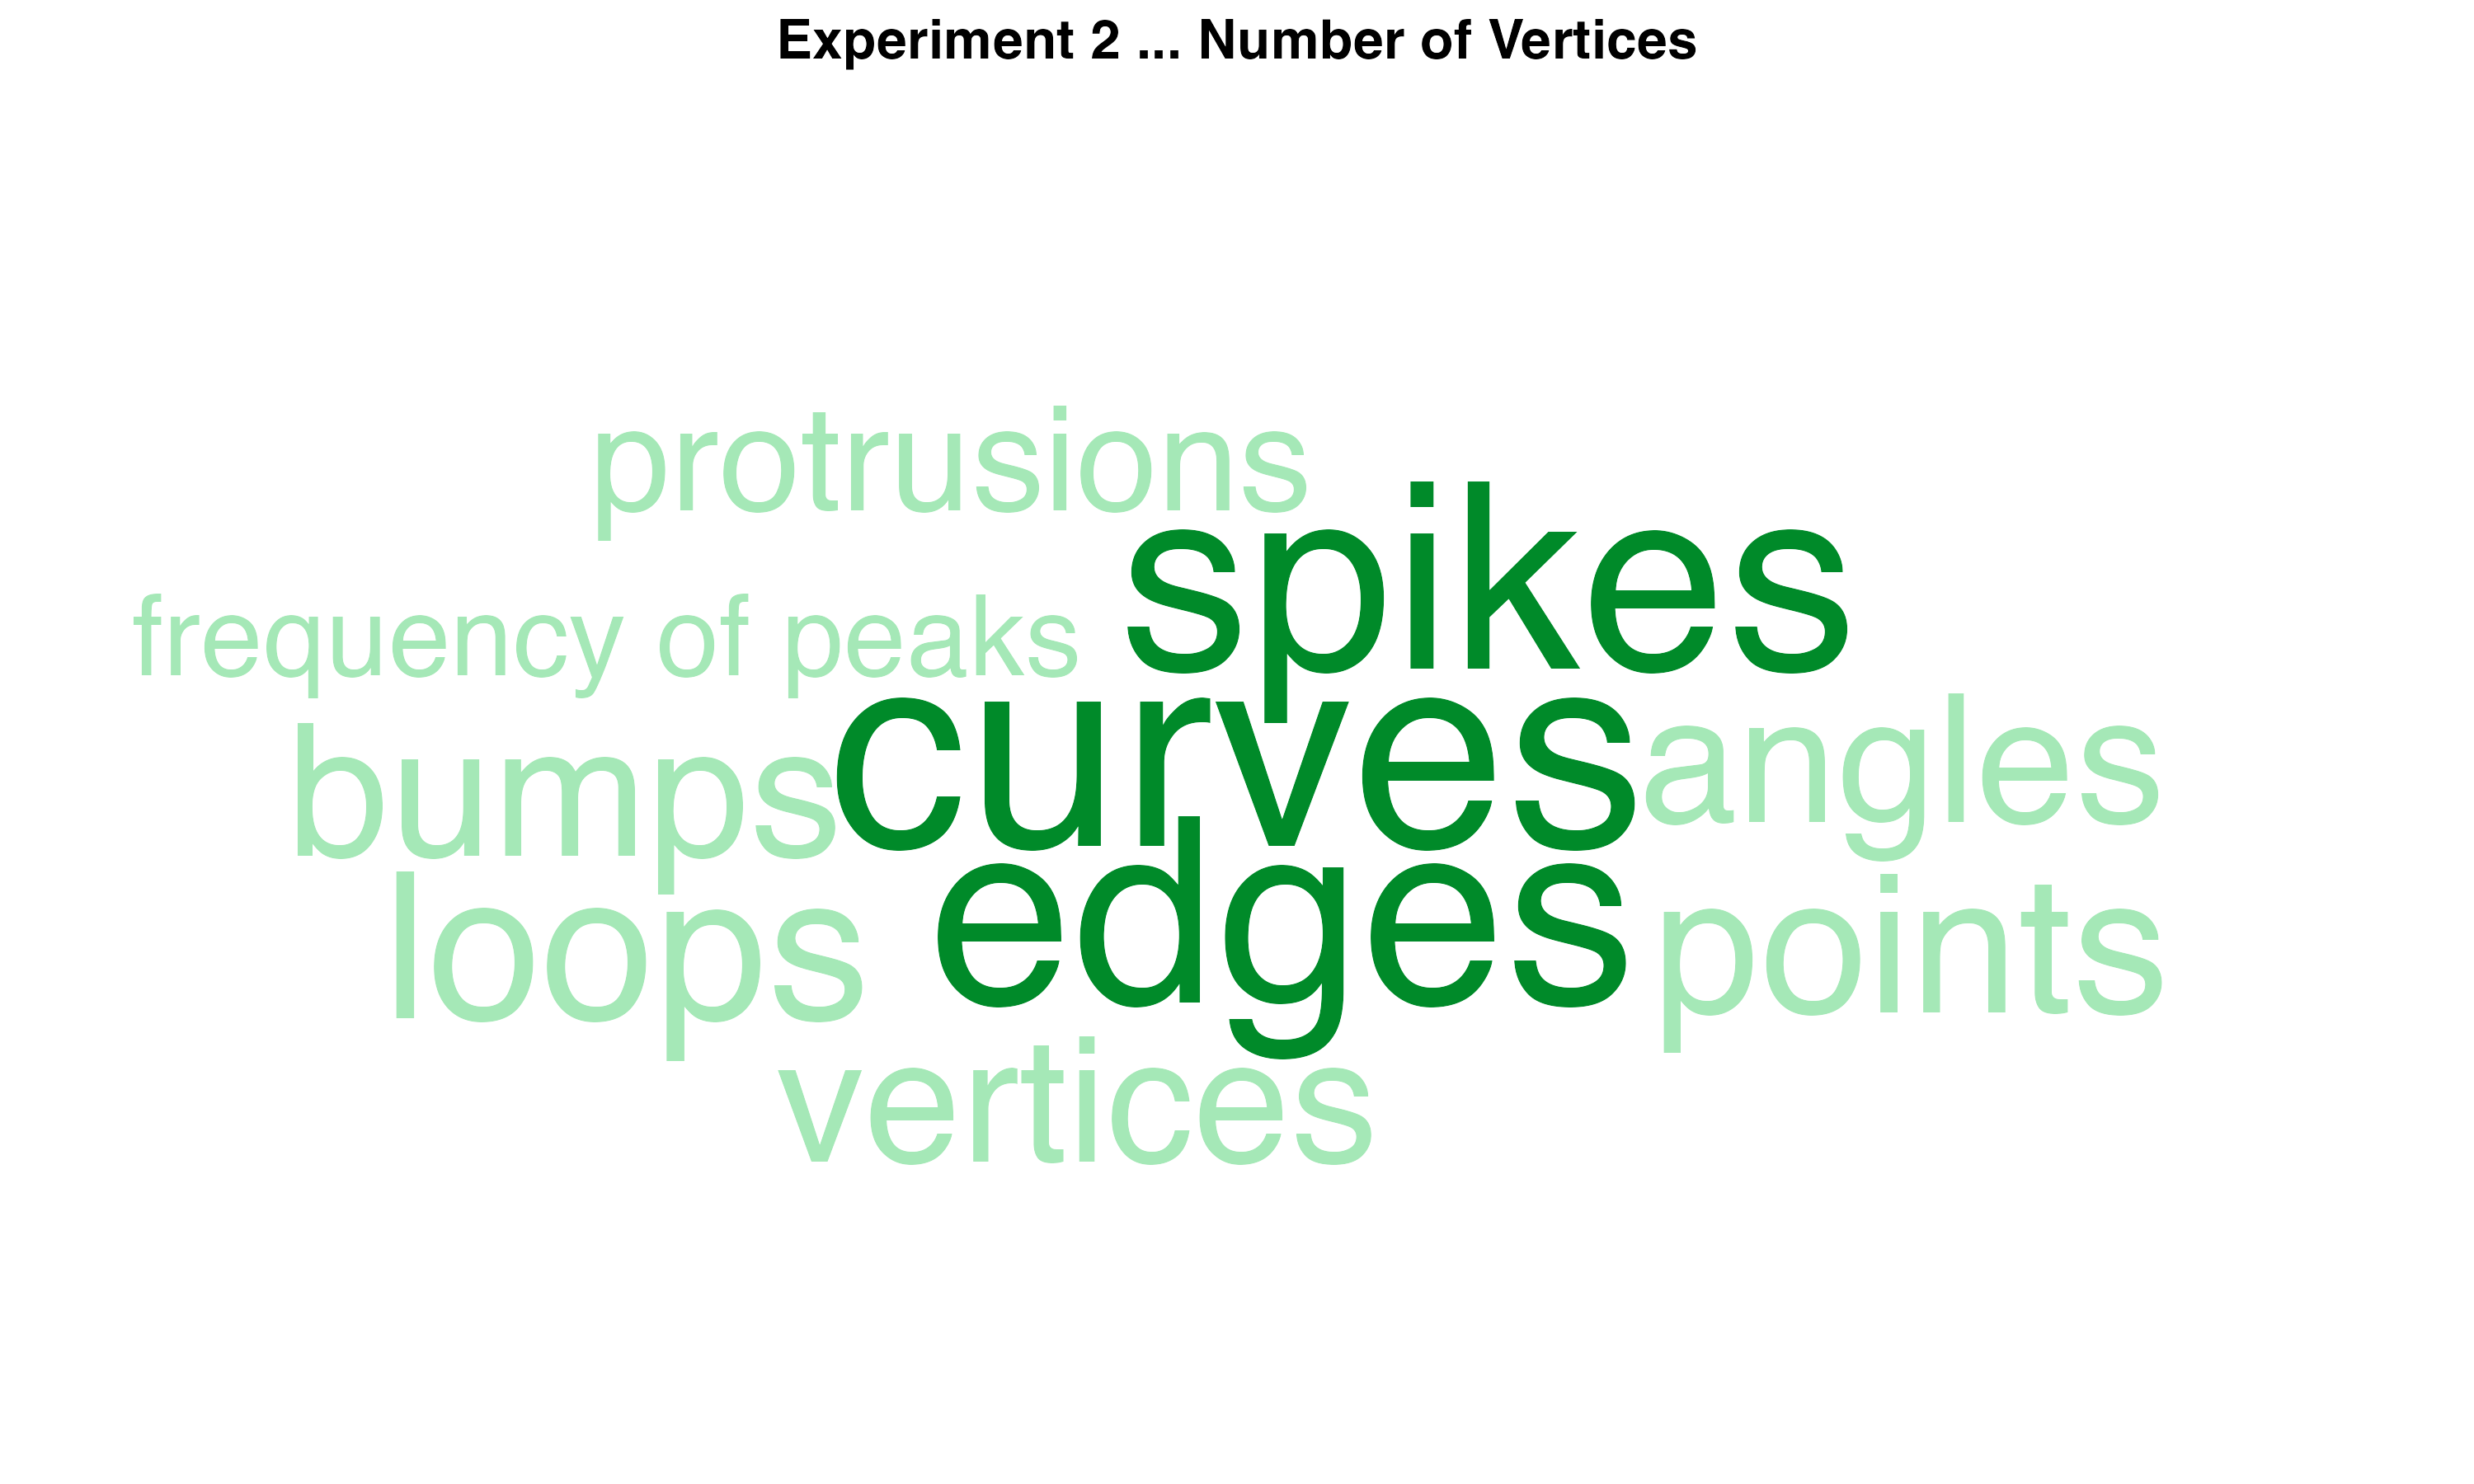 Experiment 2 ... Number of Vertices
protrusions
spikes
frequency of peaks
curves
bumps
angles
edges
loops
points
vertices